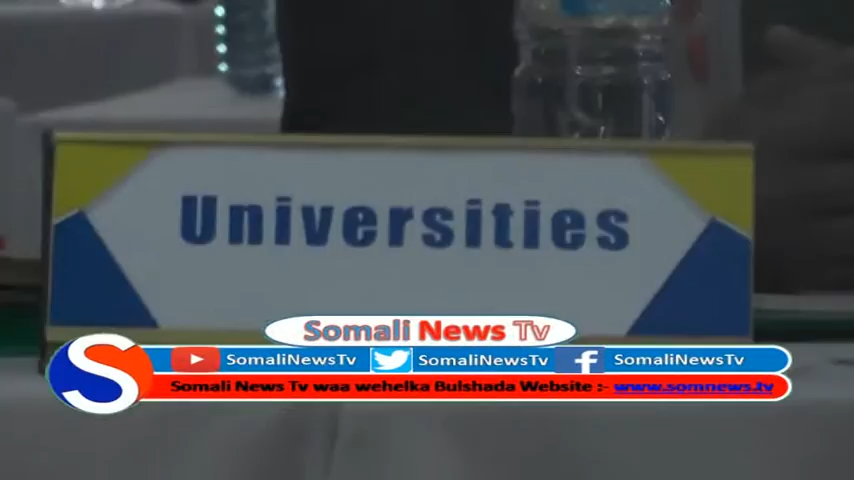 Universities
Somali News Tv
SomaliNewsTv SomaliNewsTv SomaliNewsTv
S Somali News Tv waa wehelka Bulshada Website :- www.somnews.tv